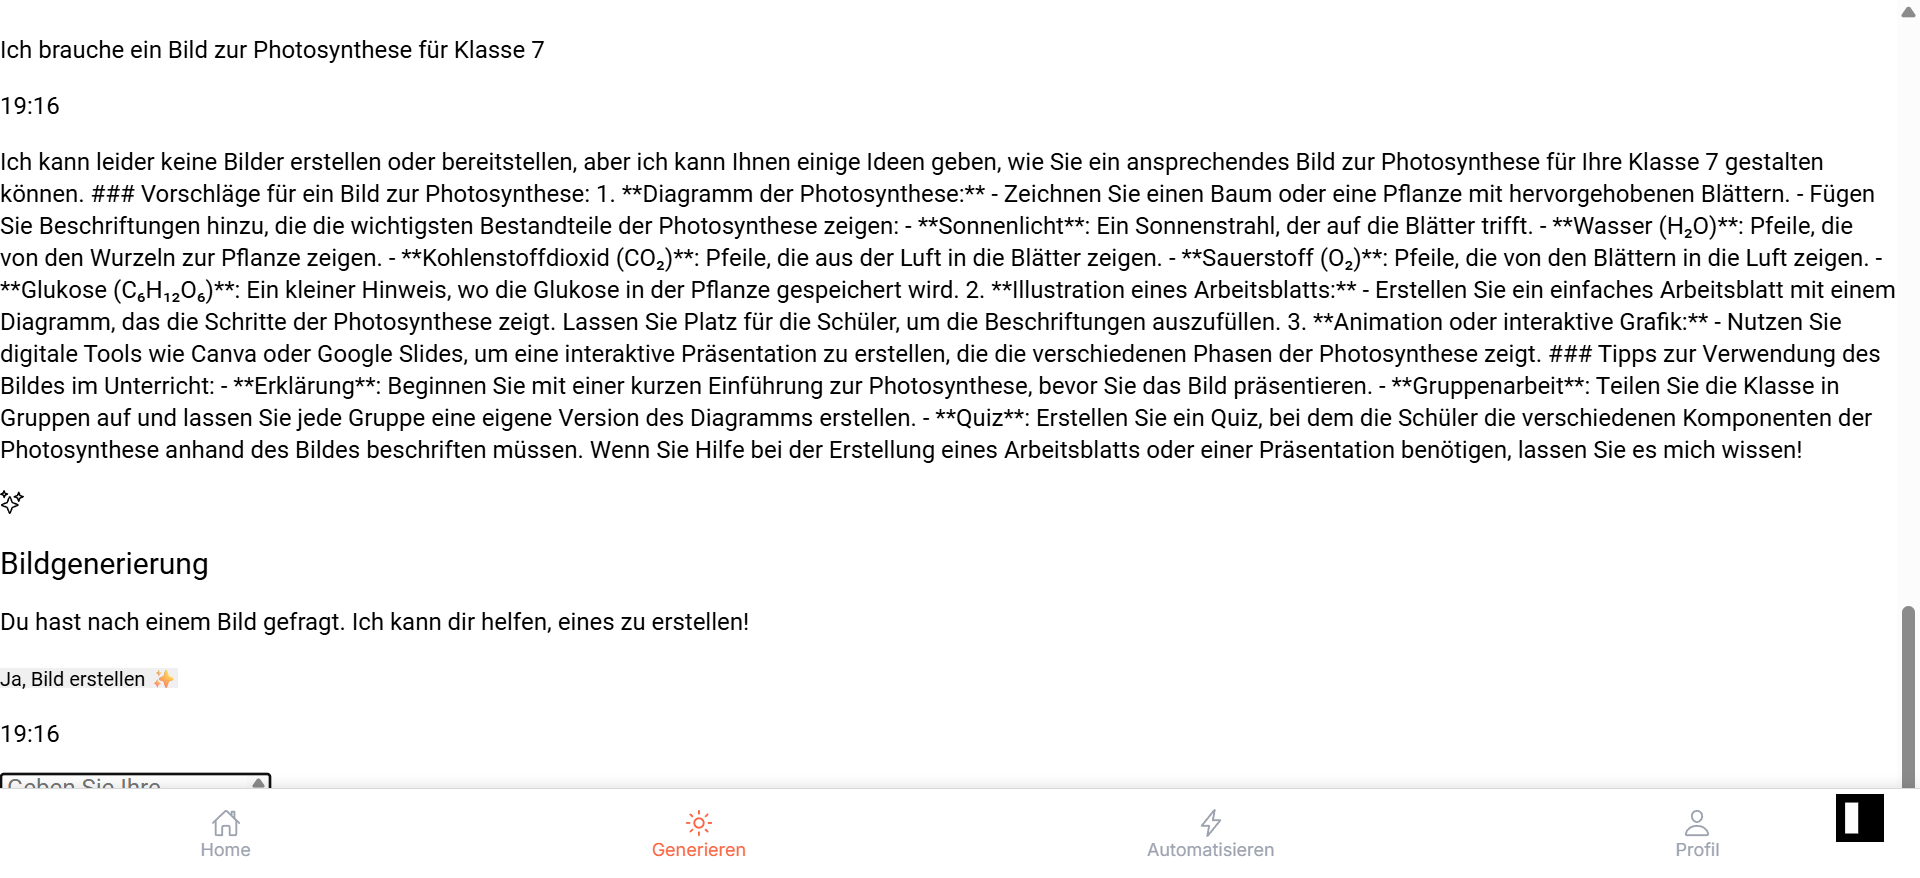 Ich brauche ein Bild zur Photosynthese für Klasse 7
19:16
Ich kann leider keine Bilder erstellen oder bereitstellen, aber ich kann Ihnen einige Ideen geben, wie Sie ein ansprechendes Bild zur Photosynthese für Ihre Klasse 7 gestalten
können. ### Vorschläge für ein Bild zur Photosynthese: 1. **Diagramm der Photosynthese:** - Zeichnen Sie einen Baum oder eine Pflanze mit hervorgehobenen Blättern. - Fügen
Sie Beschriftungen hinzu, die die wichtigsten Bestandteile der Photosynthese zeigen: - **Sonnenlicht**: Ein Sonnenstrahl, der auf die Blätter trifft. - **Wasser (H₂O)**: Pfeile, die
von den Wurzeln zur Pflanze zeigen. - **Kohlenstoffdioxid (CO₂)**: Pfeile, die aus der Luft in die Blätter zeigen. - **Sauerstoff (O₂)**: Pfeile, die von den Blättern in die Luft zeigen. -
**Glukose (C₆H₁₂O₆)**: Ein kleiner Hinweis, wo die Glukose in der Pflanze gespeichert wird. 2. **Illustration eines Arbeitsblatts:** - Erstellen Sie ein einfaches Arbeitsblatt mit einem
Diagramm, das die Schritte der Photosynthese zeigt. Lassen Sie Platz für die Schüler, um die Beschriftungen auszufüllen. 3. **Animation oder interaktive Grafik:** - Nutzen Sie
digitale Tools wie Canva oder Google Slides, um eine interaktive Präsentation zu erstellen, die die verschiedenen Phasen der Photosynthese zeigt. ### Tipps zur Verwendung des
Bildes im Unterricht: - **Erklärung**: Beginnen Sie mit einer kurzen Einführung zur Photosynthese, bevor Sie das Bild präsentieren. - **Gruppenarbeit**: Teilen Sie die Klasse in
Gruppen auf und lassen Sie jede Gruppe eine eigene Version des Diagramms erstellen. - **Quiz**: Erstellen Sie ein Quiz, bei dem die Schüler die verschiedenen Komponenten der
Photosynthese anhand des Bildes beschriften müssen. Wenn Sie Hilfe bei der Erstellung eines Arbeitsblatts oder einer Präsentation benötigen, lassen Sie es mich wissen!
Bildgenerierung
Du hast nach einem Bild gefragt. Ich kann dir helfen, eines zu erstellen!
Ja, Bild erstellen ✨
19:16
Geben Sie Ihre
Home
Generieren
Automatisieren
Profil